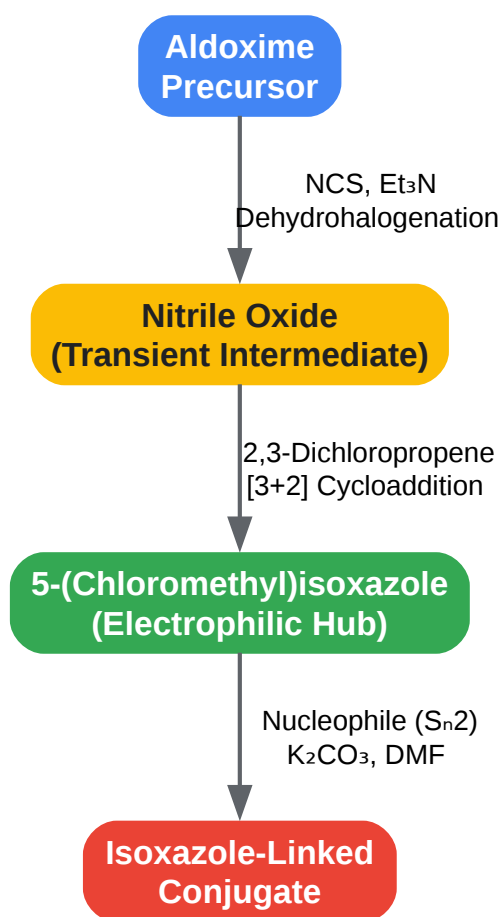 Aldoxime
Precursor
NCS, Et₃N
Dehydrohalogenation
Nitrile Oxide
(Transient Intermediate)
2,3-Dichloropropene
[3+2] Cycloaddition
5-(Chloromethyl)isoxazole
(Electrophilic Hub)
Nucleophile (Sₙ2)
K₂CO₃, DMF
Isoxazole-Linked
Conjugate